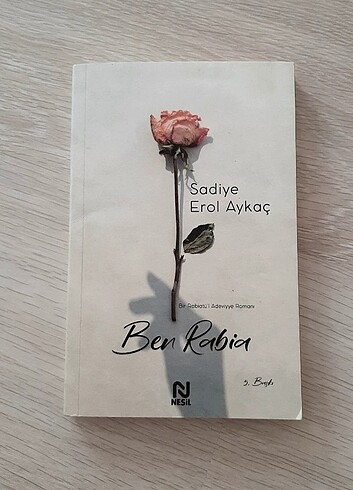 Sadiye
Erol Aykaç
Bir Rabiatü'l Adeviyye Romanı
Ben Rabia
5. Baskı
NESİL